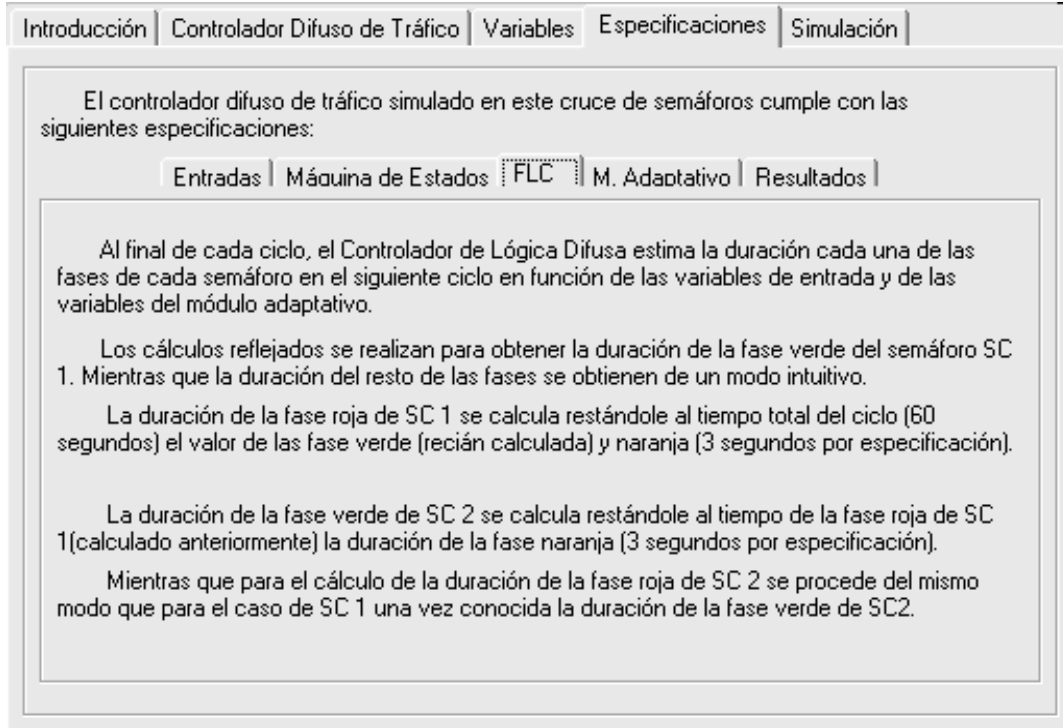 Introducción Controlador Difuso de Tráfico Variables Especificaciones Simulación
El controlador difuso de tráfico simulado en este cruce de semáforos cumple con las
siguientes especificaciones:
Entradas Máquina de Estados FLC M. Adaptativo Resultados
Al final de cada ciclo, el Controlador de Lógica Difusa estima la duración cada una de las
fases de cada semáforo en el siguiente ciclo en función de las variables de entrada y de las
variables del módulo adaptativo.
Los cálculos reflejados se realizan para obtener la duración de la fase verde del semáforo SC
1. Mientras que la duración del resto de las fases se obtienen de un modo intuitivo.
La duración de la fase roja de SC 1 se calcula restándole al tiempo total del ciclo (60
segundos) el valor de las fase verde (recián calculada) y naranja (3 segundos por especificación).
La duración de la fase verde de SC 2 se calcula restándole al tiempo de la fase roja de SC
1(calculado anteriormente) la duración de la fase naranja (3 segundos por especificación).
Mientras que para el cálculo de la duración de la fase roja de SC 2 se procede del mismo
modo que para el caso de SC 1 una vez conocida la duración de la fase verde de SC2.